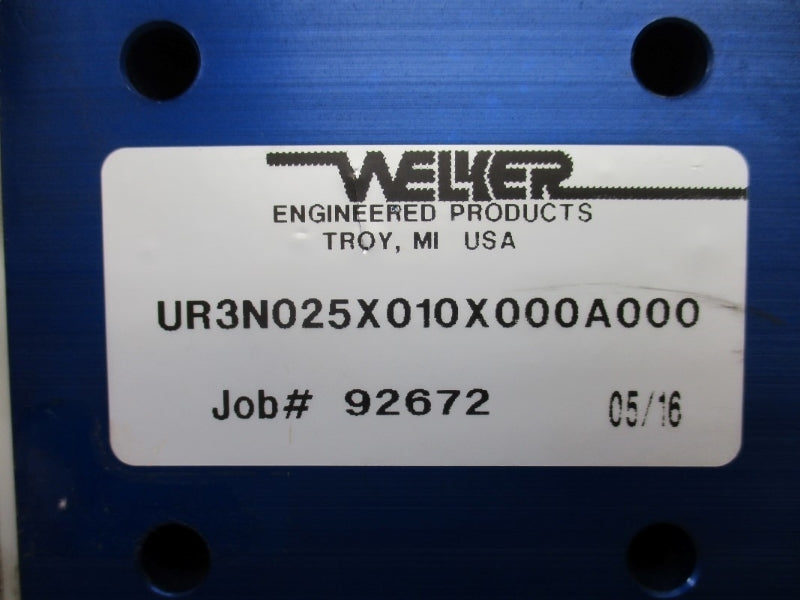 WELKER
ENGINEERED PRODUCTS
TROY, MI USA
UR3N025X010X000A000
Job# 92672 05/16